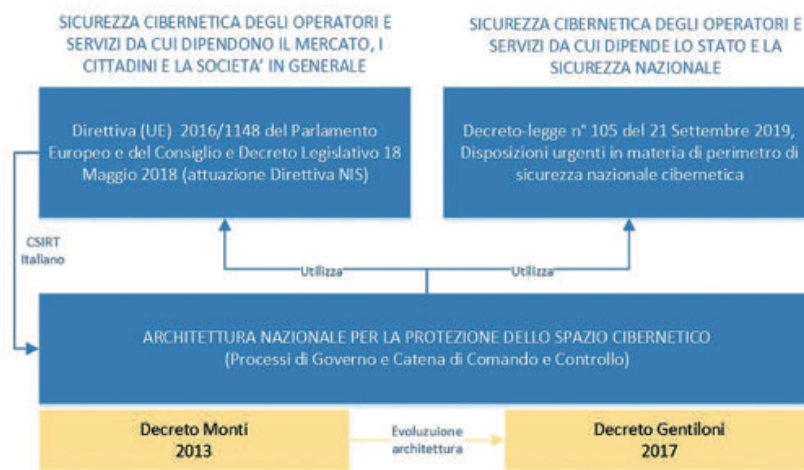 SICUREZZA CIBERNETICA DEGLI OPERATORI E
SERVIZI DA CUI DIPENDONO IL MERCATO, I
CITTADINI E LA SOCIETA' IN GENERALE
SICUREZZA CIBERNETICA DEGLI OPERATORI E
SERVIZI DA CUI DIPENDE LO STATO E LA
SICUREZZA NAZIONALE
Direttiva (UE) 2016/1148 del Parlamento
Europeo e del Consiglio e Decreto Legislativo 18
Maggio 2018 (attuazione Direttiva NIS)
Decreto-legge n° 105 del 21 Settembre 2019,
Disposizioni urgenti in materia di perimetro di
sicurezza nazionale cibernetica
CSIRT
Italiano
Utilizza
Utilizza
ARCHITETTURA NAZIONALE PER LA PROTEZIONE DELLO SPAZIO CIBERNETICO
(Processi di Governo e Catena di Comando e Controllo)
Decreto Monti
2013
Evoluzuione
architettura
Decreto Gentiloni
2017